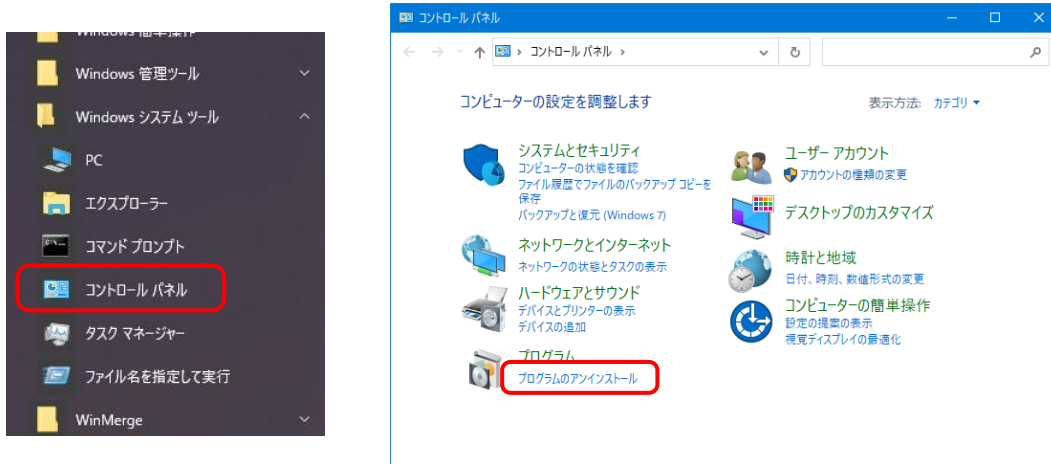 Windows 簡単操作
Windows 管理ツール
Windows システム ツール
PC
エクスプローラー
コマンド プロンプト
コントロール パネル
タスク マネージャー
ファイル名を指定して実行
WinMerge
コントロール パネル
コントロール パネル
コンピューターの設定を調整します
表示方法: カテゴリ
システムとセキュリティ
コンピューターの状態を確認
ファイル履歴でファイルのバックアップ コピーを
保存
バックアップと復元 (Windows 7)
ネットワークとインターネット
ネットワークの状態とタスクの表示
ハードウェアとサウンド
デバイスとプリンターの表示
デバイスの追加
プログラム
プログラムのアンインストール
ユーザー アカウント
アカウントの種類の変更
デスクトップのカスタマイズ
時計と地域
日付、時刻、数値形式の変更
コンピューターの簡単操作
設定の提案の表示
視覚ディスプレイの最適化